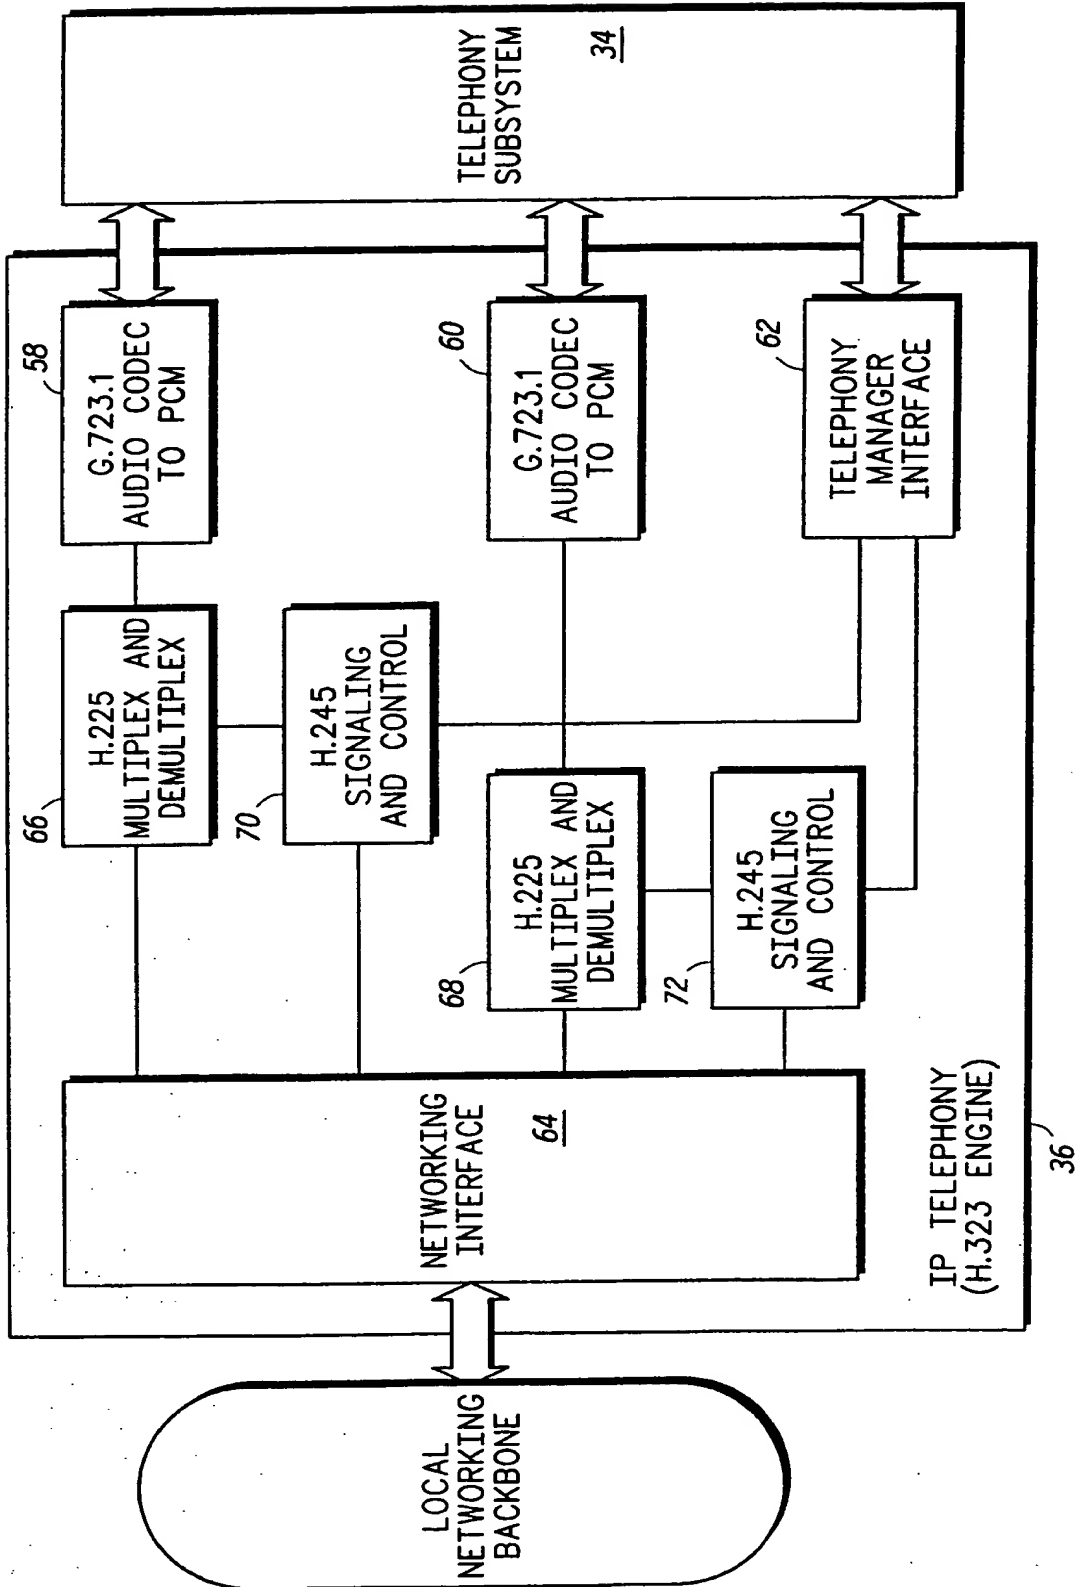 LOCAL
NETWORKING
BACKBONE
NETWORKING
INTERFACE
64
66
H.225
MULTIPLEX AND
DEMULTIPLEX
58
G.723.1
AUDIO CODEC
TO PCM
70
H.245
SIGNALING
AND CONTROL
68
H.225
MULTIPLEX AND
DEMULTIPLEX
60
G.723.1
AUDIO CODEC
TO PCM
72
H.245
SIGNALING
AND CONTROL
62
TELEPHONY
MANAGER
INTERFACE
TELEPHONY
SUBSYSTEM
34
IP TELEPHONY
(H.323 ENGINE)
36